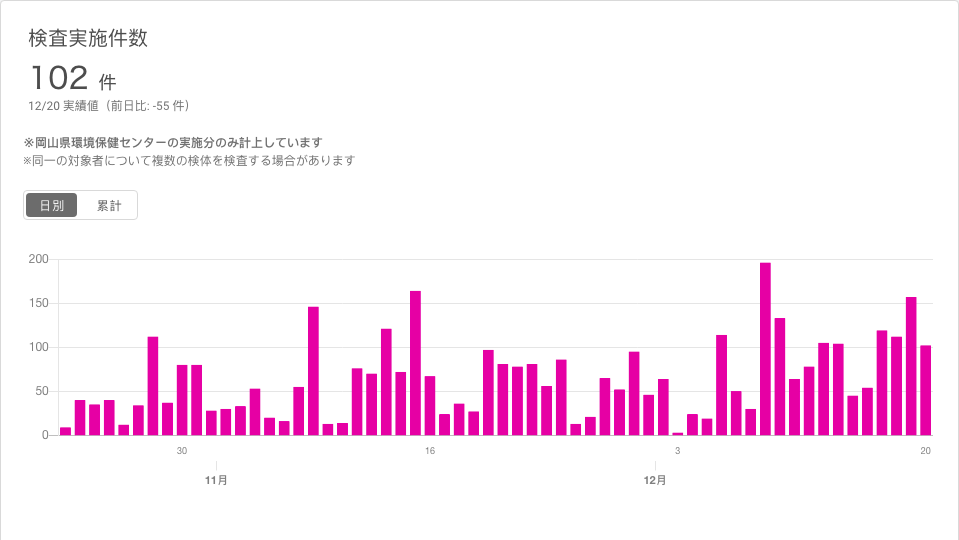 検査実施件数
102 件
12/20 実績値（前日比: -55 件）
※岡山県環境保健センターの実施分のみ計上しています
※同一の対象者について複数の検体を検査する場合があります
日別 累計
200
150
100
50
0
30 16 3 20
11月 12月